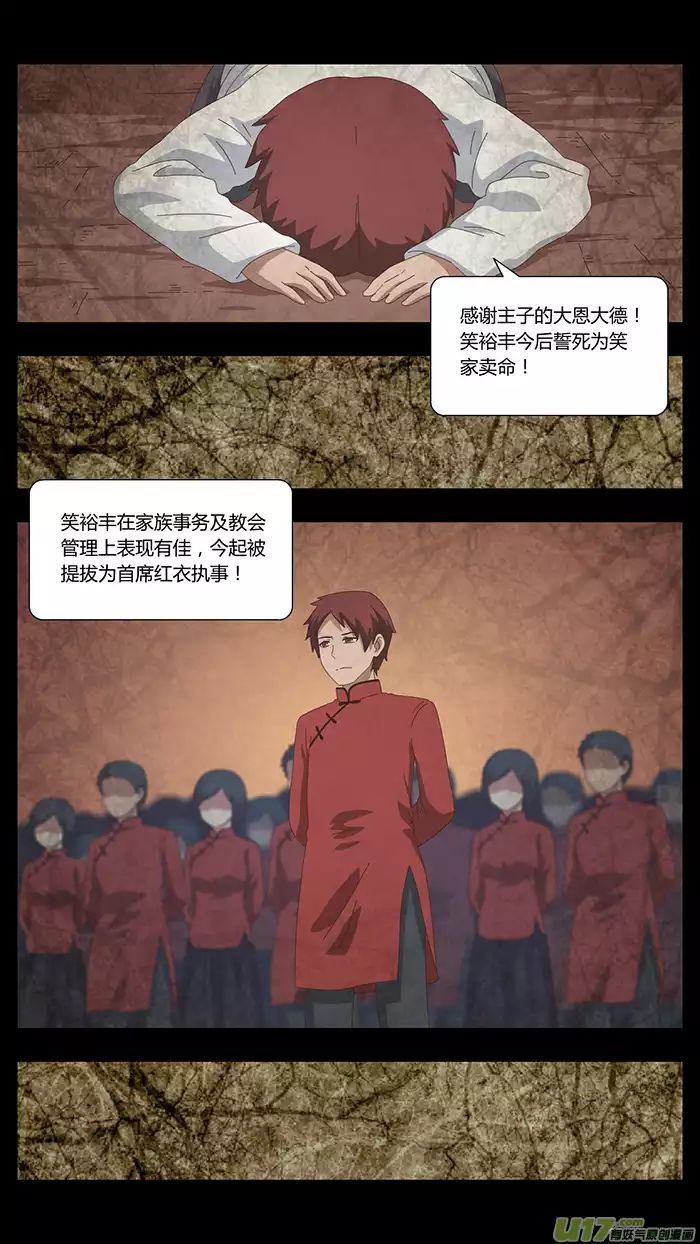 感谢主子的大恩大德！
笑裕丰今后誓死为笑
家卖命！
笑裕丰在家族事务及教会
管理上表现有佳，今起被
提拔为首席红衣执事！
U17.com
有妖气原创漫画